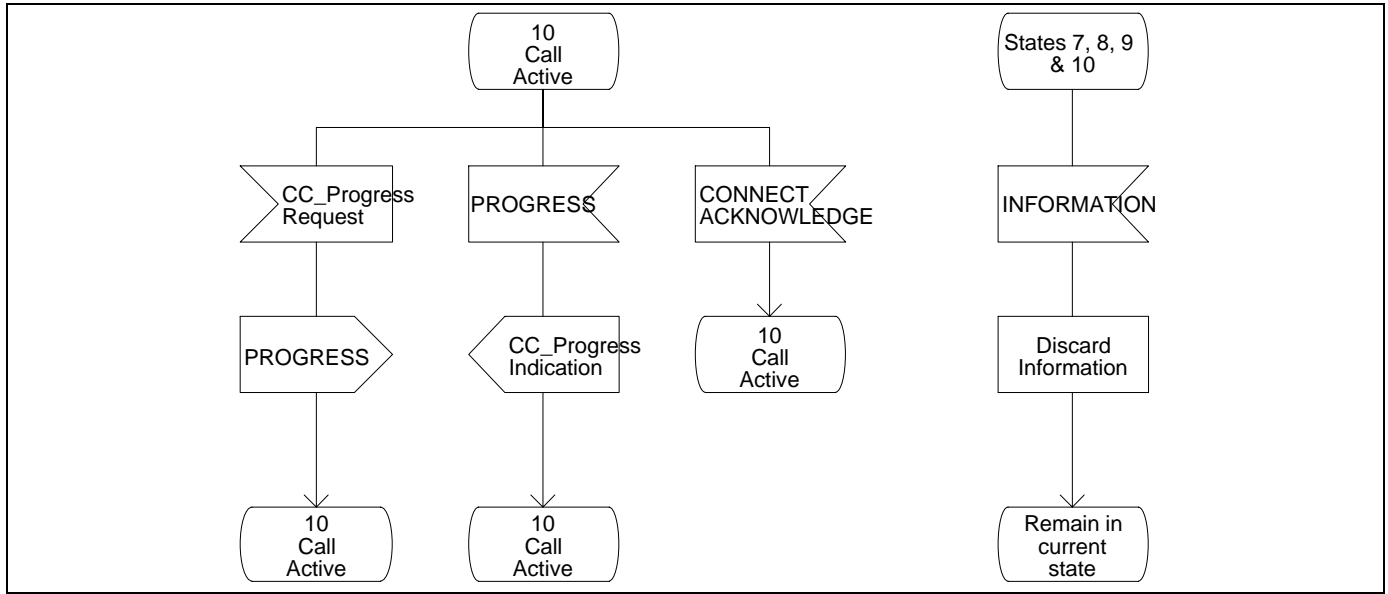 10
Call
Active
States 7, 8, 9
& 10
CC_Progress
Request
PROGRESS
CONNECT
ACKNOWLEDGE
INFORMATION
PROGRESS
CC_Progress
Indication
10
Call
Active
Discard
Information
10
Call
Active
10
Call
Active
Remain in
current
state